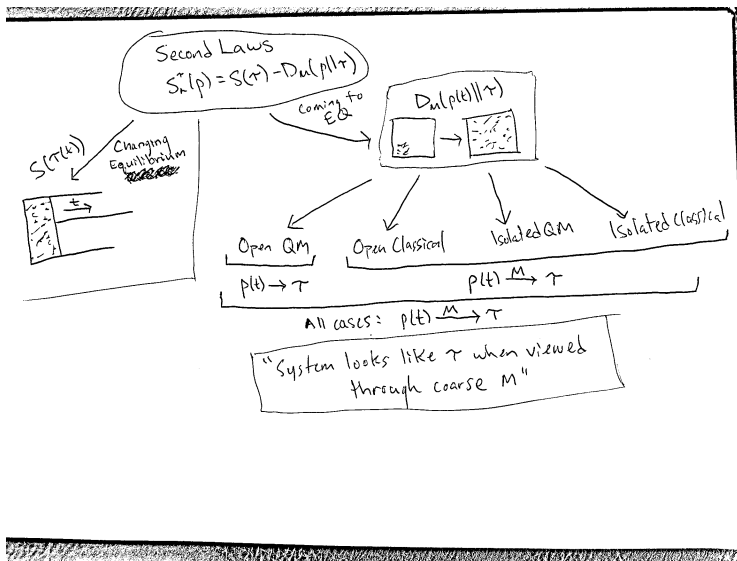 Second Laws
S^τ_M(p) = S(τ) - D_M(p||τ)
Coming to
EQ
D_M(p(t)||τ)
S(τ(t))
Changing
Equilibrium
t
Open QM
Open Classical
Isolated QM
Isolated Classical
p(t) → τ
p(t) —M→ τ
All cases: p(t) —M→ τ
"System looks like τ when viewed
through coarse M"